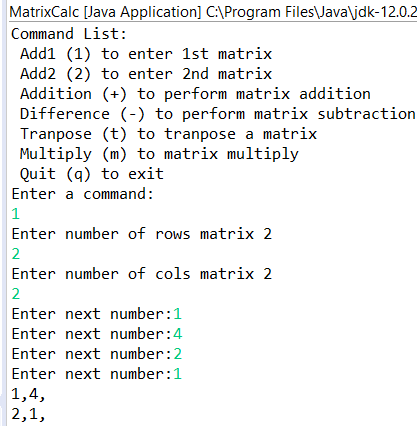 MatrixCalc [Java Application] C:\Program Files\Java\jdk-12.0.2
Command List:
 Add1 (1) to enter 1st matrix
 Add2 (2) to enter 2nd matrix
 Addition (+) to perform matrix addition
 Difference (-) to perform matrix subtraction
 Tranpose (t) to tranpose a matrix
 Multiply (m) to matrix multiply
 Quit (q) to exit
Enter a command:
1
Enter number of rows matrix 2
2
Enter number of cols matrix 2
2
Enter next number:1
Enter next number:4
Enter next number:2
Enter next number:1
1,4,
2,1,